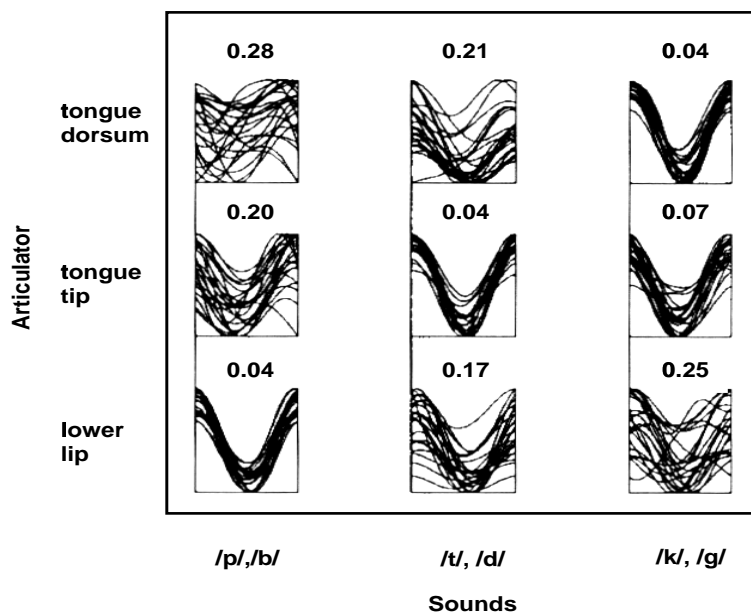 0.28 0.21 0.04
tongue
dorsum
0.20 0.04 0.07
tongue
tip
0.04 0.17 0.25
lower
lip
Articulator
/p/,/b/ /t/, /d/ /k/, /g/
Sounds